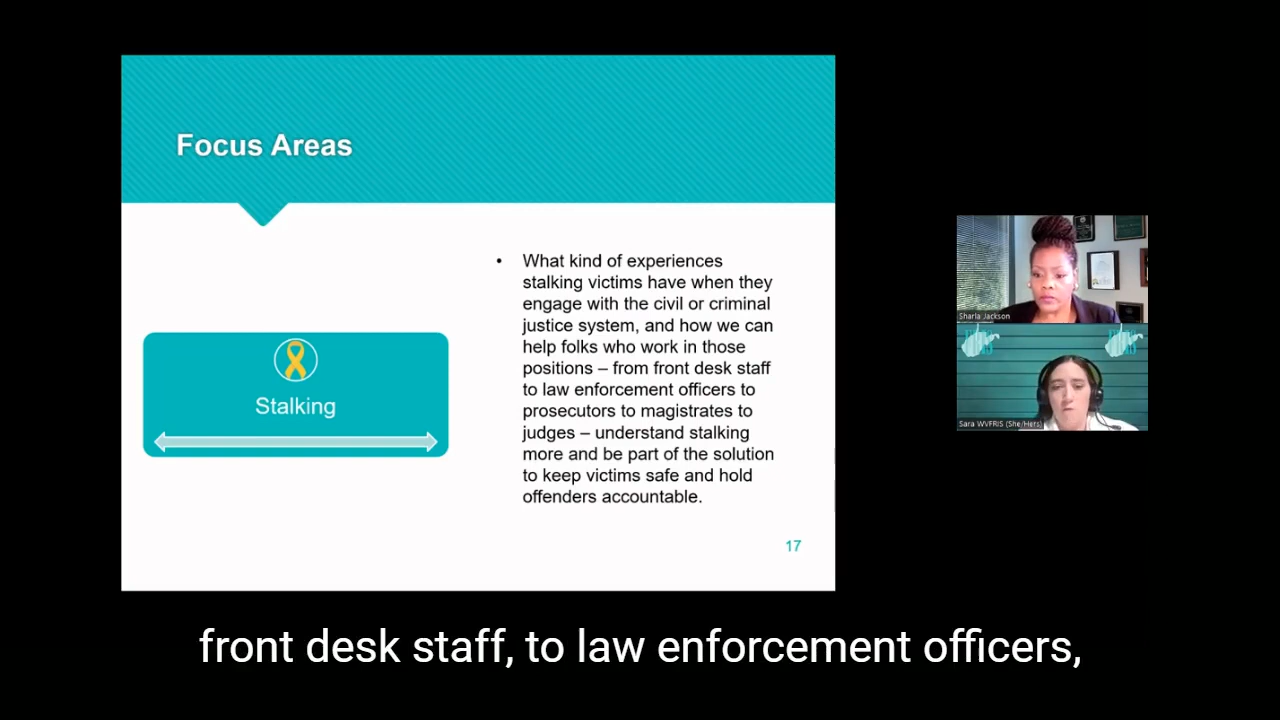 Focus Areas
• What kind of experiences
stalking victims have when they
engage with the civil or criminal
justice system, and how we can
help folks who work in those
positions – from front desk staff
to law enforcement officers to
prosecutors to magistrates to
judges – understand stalking
more and be part of the solution
to keep victims safe and hold
offenders accountable.
Stalking
17
Sharla Jackson
Sara WVFRIS (She/Hers)
front desk staff, to law enforcement officers,